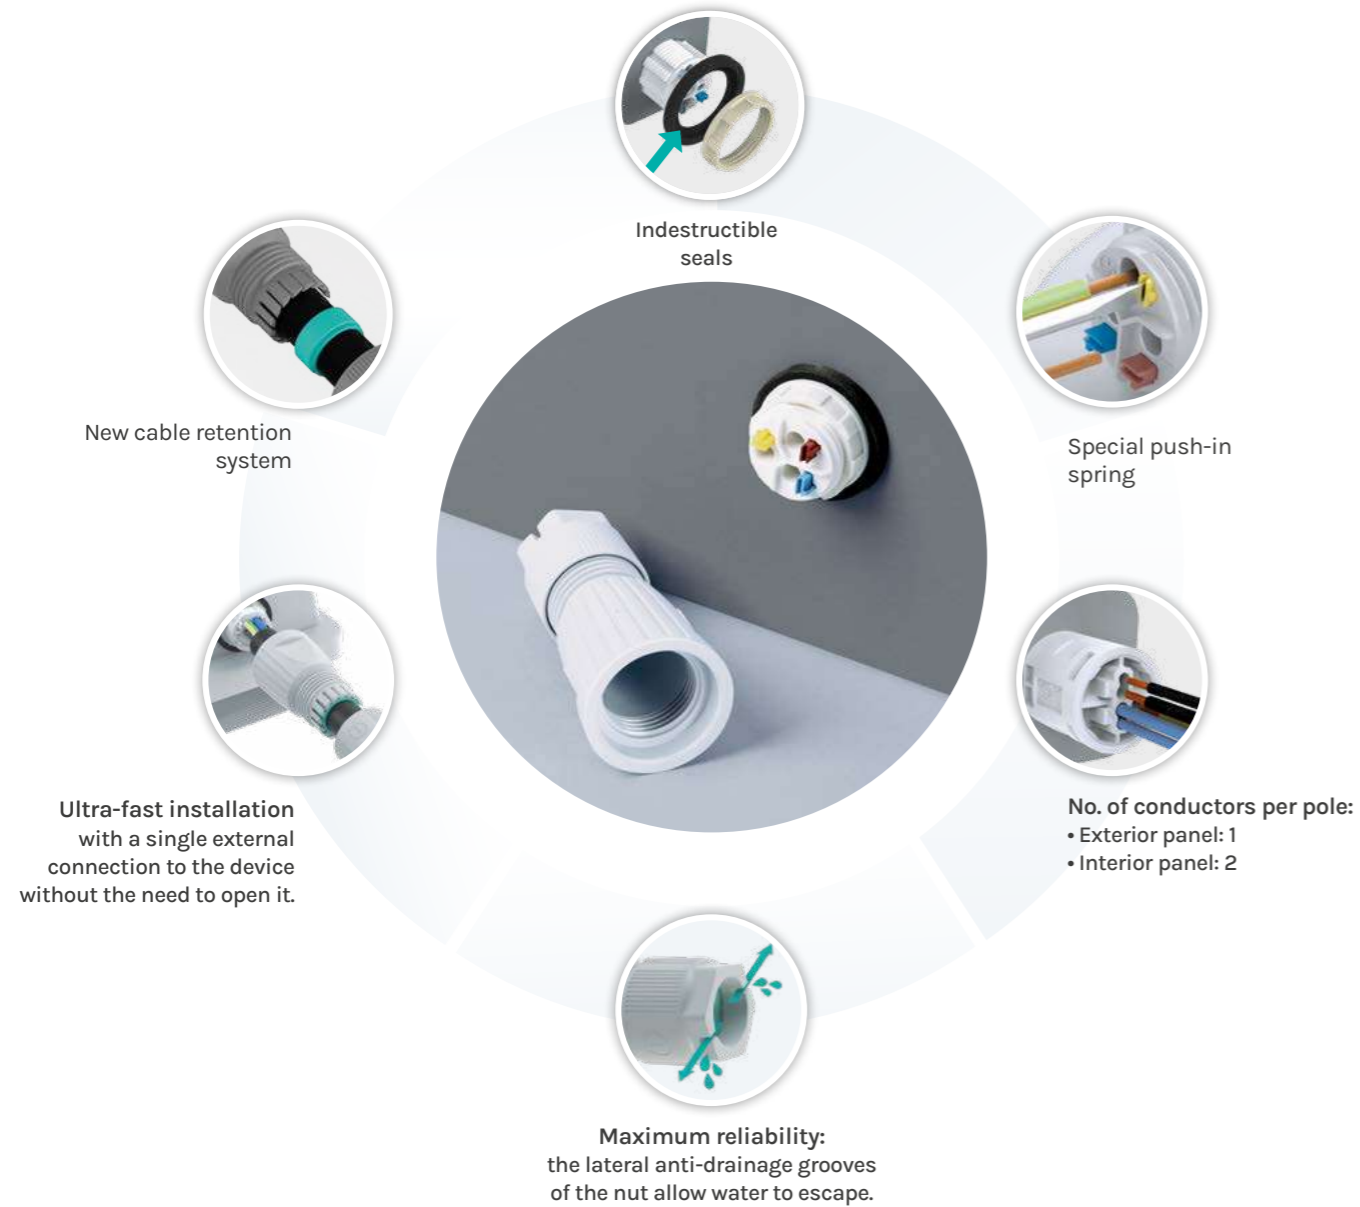 Indestructible
seals
New cable retention
system
Special push-in
spring
Ultra-fast installation
with a single external
connection to the device
without the need to open it.
No. of conductors per pole:
• Exterior panel: 1
• Interior panel: 2
Maximum reliability:
the lateral anti-drainage grooves
of the nut allow water to escape.